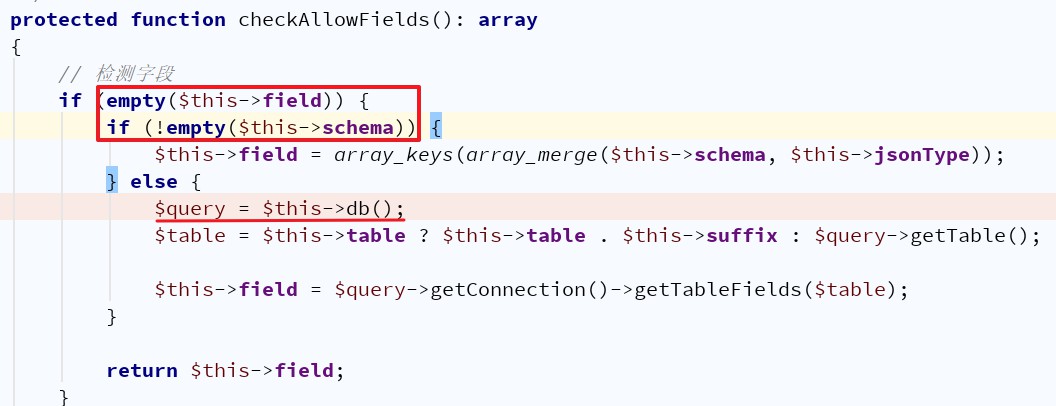 protected function checkAllowFields(): array
{
// 检测字段
if (empty($this->field)) {
if (!empty($this->schema)) {
$this->field = array_keys(array_merge($this->schema, $this->jsonType));
} else {
$query = $this->db();
$table = $this->table ? $this->table . $this->suffix : $query->getTable();
$this->field = $query->getConnection()->getTableFields($table);
}
return $this->field;
}